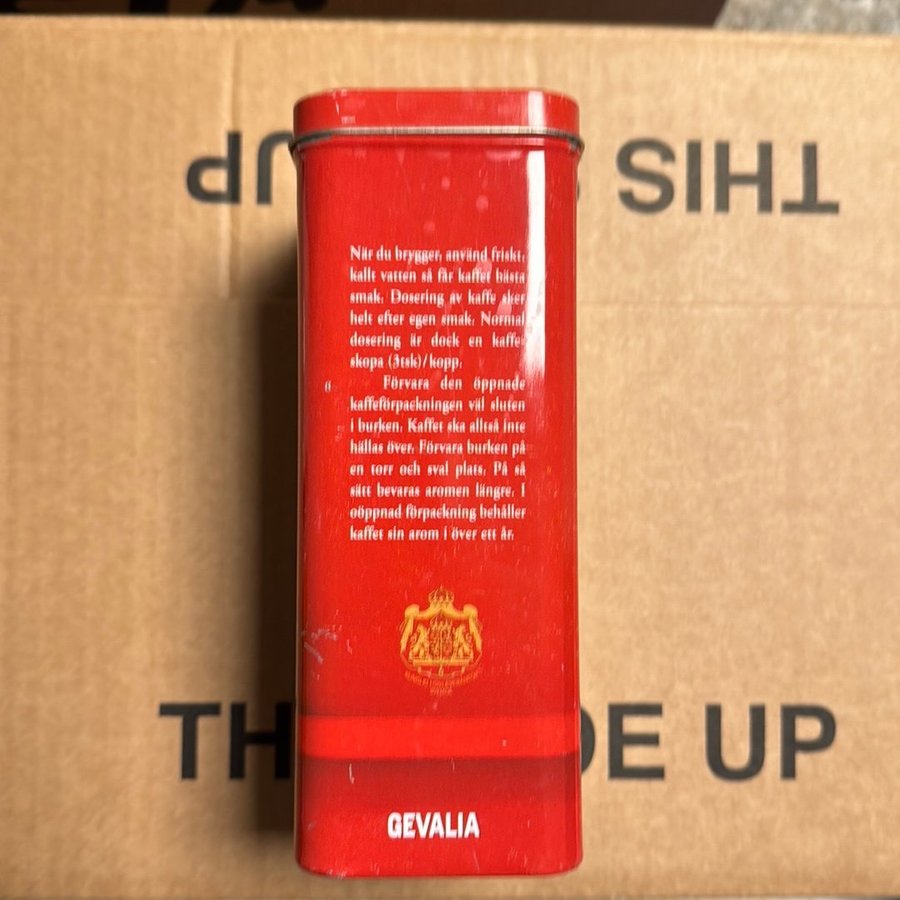 THIS UP
När du brygger, använd friskt,
kallt vatten så får kaffet bästa
smak. Dosering av kaffe sker
helt efter egen smak. Normal
dosering är dock en kaffe-
skopa (3tsk)/kopp.
Förvara den öppnade
kaffeförpackningen väl sluten
i burken. Kaffet ska alltså inte
hällas över. Förvara burken på
en torr och sval plats. På så
sätt bevaras aromen längre. I
oöppnad förpackning behåller
kaffet sin arom i över ett år.
TH DE UP
GEVALIA